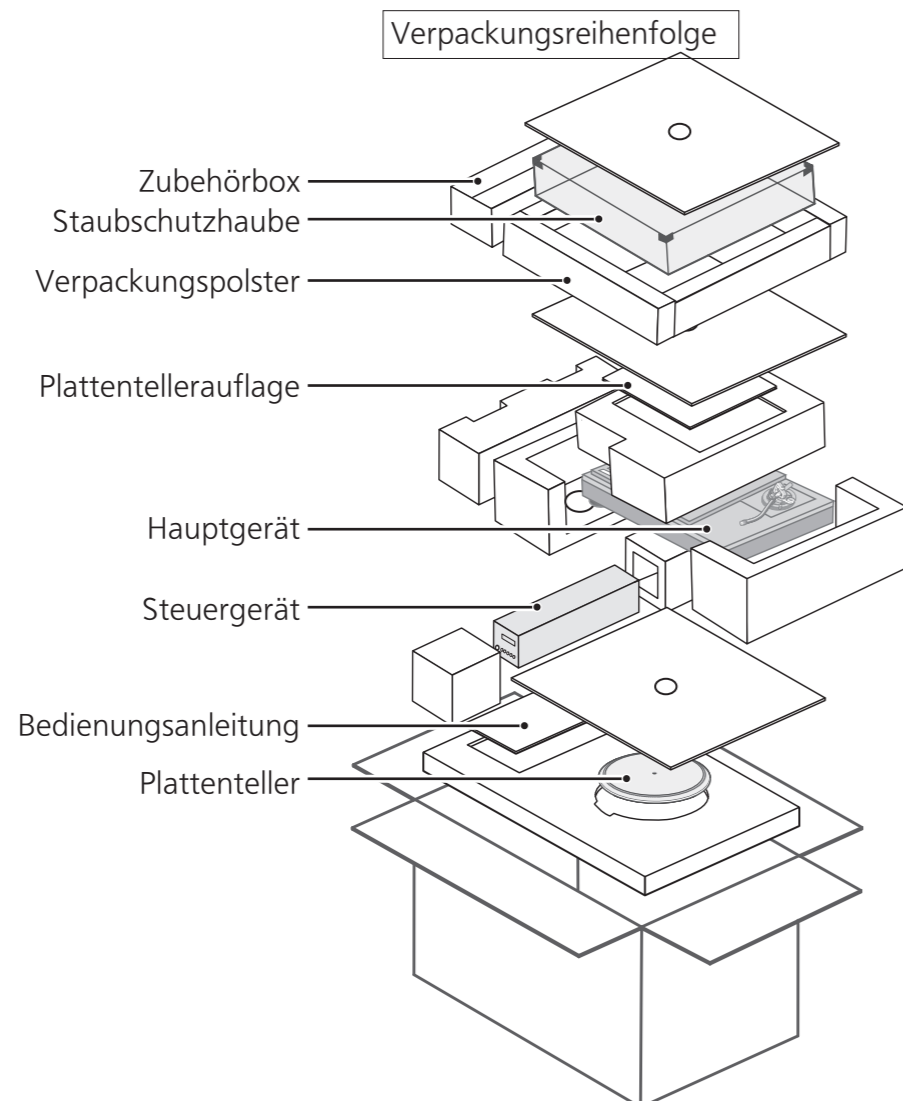 Verpackungsreihenfolge
Zubehörbox
Staubschutzhaube
Verpackungspolster
Plattentellerauflage
Hauptgerät
Steuergerät
Bedienungsanleitung
Plattenteller